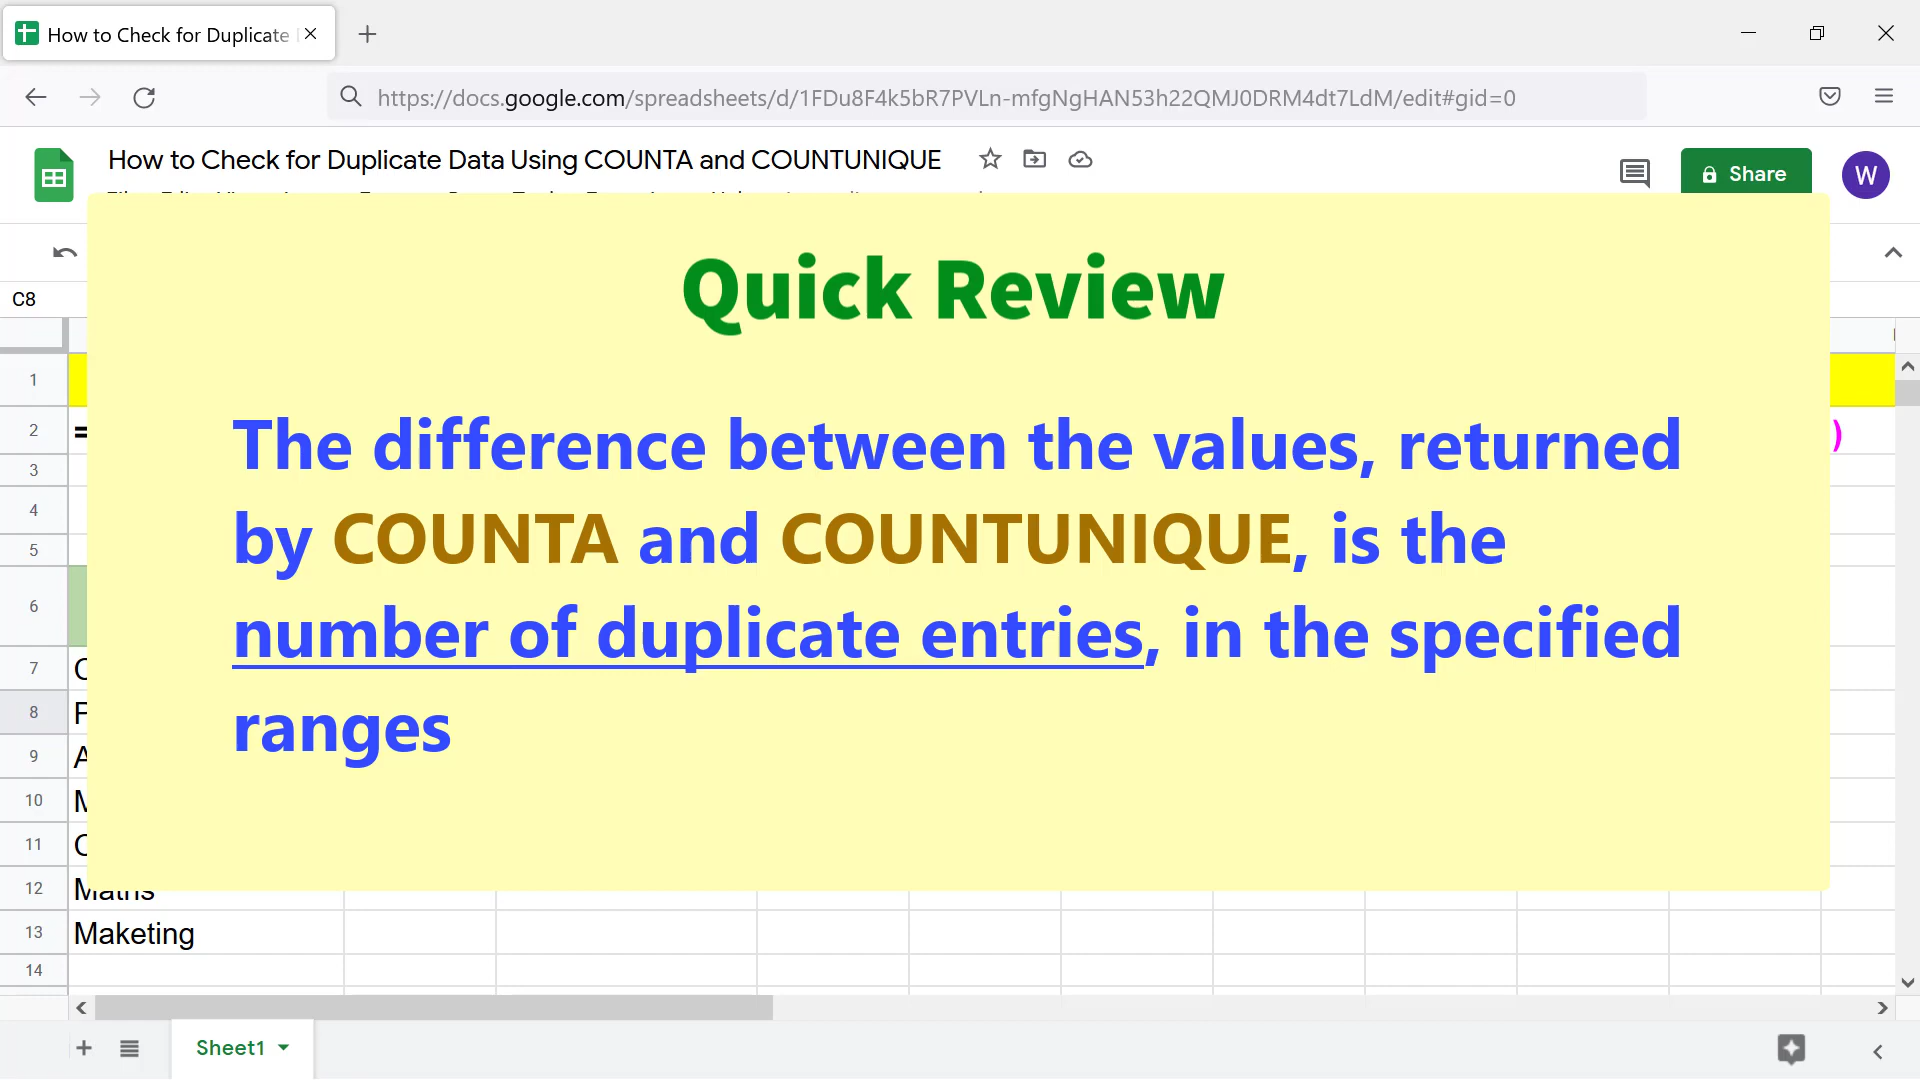 How to Check for Duplicate
https://docs.google.com/spreadsheets/d/1FDu8F4k5bR7PVLn-mfgNgHAN53h22QMJ0DRM4dt7LdM/edit#gid=0
How to Check for Duplicate Data Using COUNTA and COUNTUNIQUE
Share
W
C8
Quick Review
The difference between the values, returned
by COUNTA and COUNTUNIQUE, is the
number of duplicate entries, in the specified
ranges
1
2 = )
3
4
5
6
7
8
9
10
11
12 Maths
13 Maketing
14
Sheet1